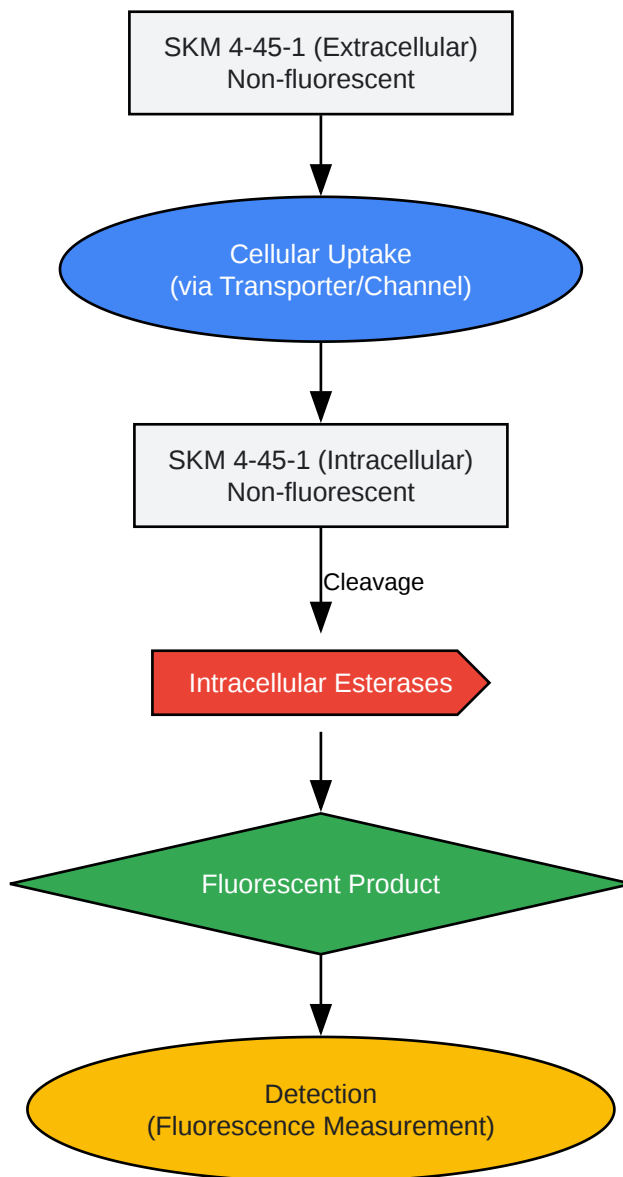 SKM 4-45-1 (Extracellular)
Non-fluorescent
Cellular Uptake
(via Transporter/Channel)
SKM 4-45-1 (Intracellular)
Non-fluorescent
Cleavage
Intracellular Esterases
Fluorescent Product
Detection
(Fluorescence Measurement)